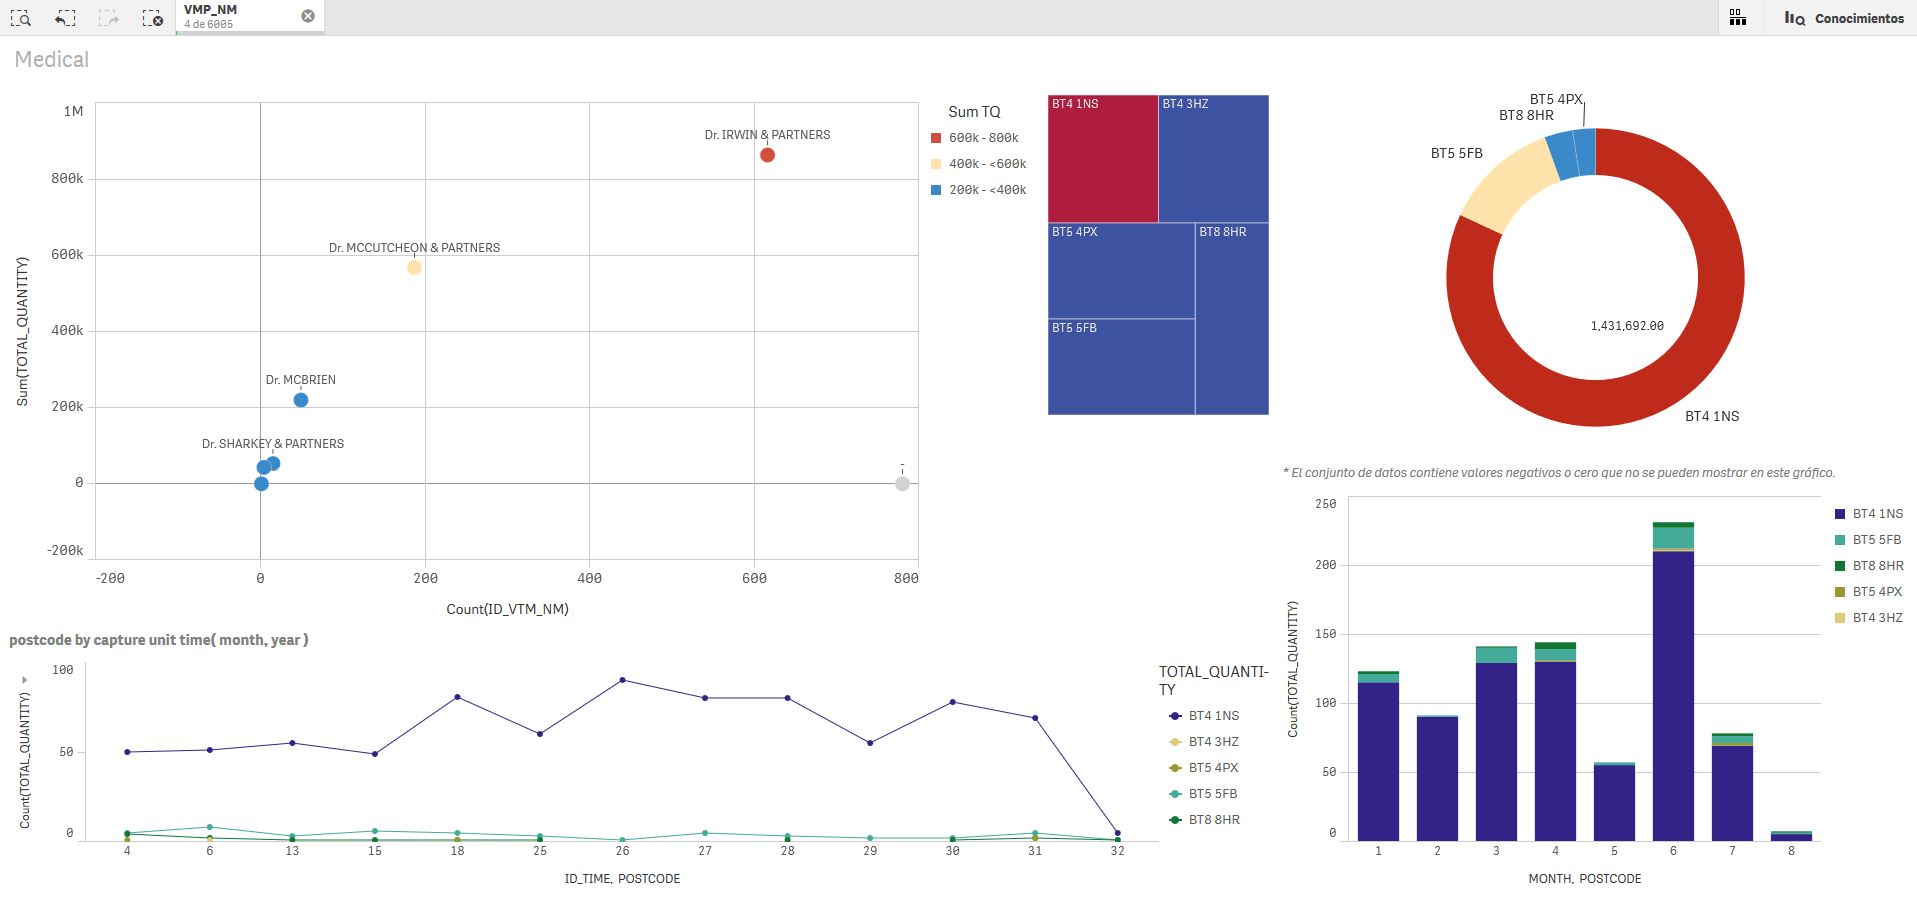 VMP_NM
4 de 6005
Conocimientos
Medical
1M
800k
600k
400k
200k
0
-200k
Sum(TOTAL_QUANTITY)
Dr. IRWIN & PARTNERS
Dr. MCCUTCHEON & PARTNERS
Dr. MCBRIEN
Dr. SHARKEY & PARTNERS
-
-200
0
200
400
600
800
Count(ID_VTM_NM)
Sum TQ
600k - 800k
400k - <600k
200k - <400k
BT4 1NS
BT4 3HZ
BT5 4PX
BT8 8HR
BT5 5FB
BT5 4PX
BT8 8HR
BT5 5FB
1,431,692.00
BT4 1NS
* El conjunto de datos contiene valores negativos o cero que no se pueden mostrar en este gráfico.
postcode by capture unit time( month, year )
100
50
0
Count(TOTAL_QUANTITY)
4
6
13
15
18
25
26
27
28
29
30
31
32
ID_TIME, POSTCODE
TOTAL_QUANTI-
TY
BT4 1NS
BT4 3HZ
BT5 4PX
BT5 5FB
BT8 8HR
250
200
150
100
50
0
Count(TOTAL_QUANTITY)
1
2
3
4
5
6
7
8
MONTH, POSTCODE
BT4 1NS
BT5 5FB
BT8 8HR
BT5 4PX
BT4 3HZ